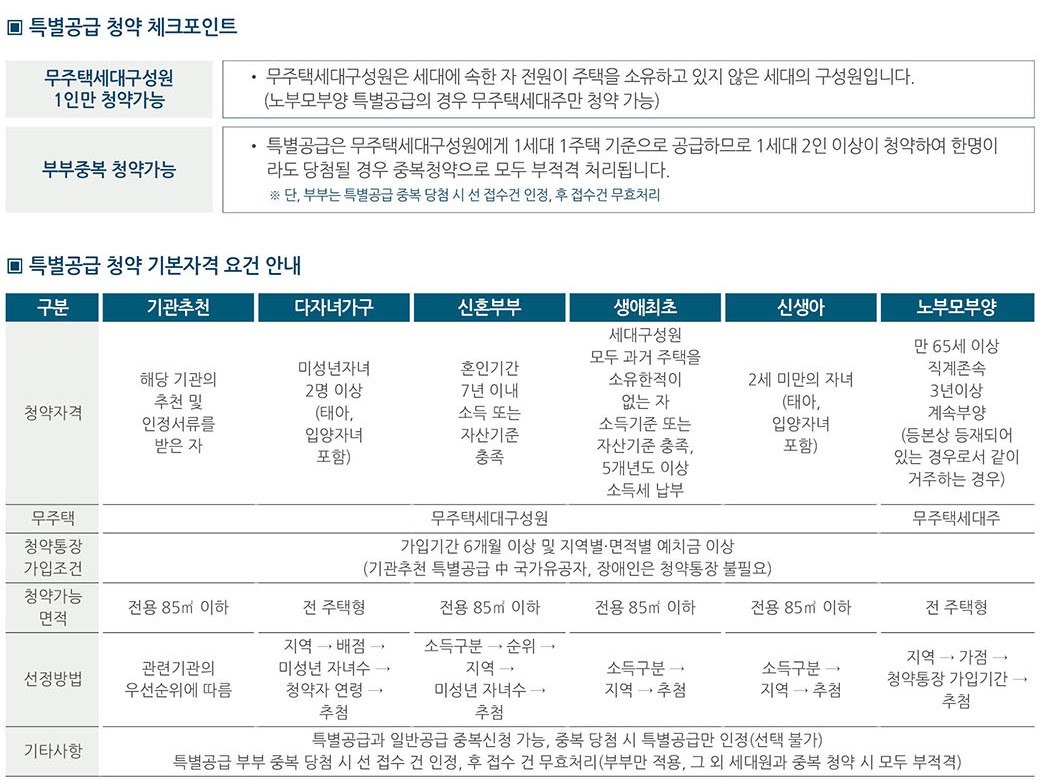 ▣ 특별공급 청약 체크포인트
무주택세대구성원
1인만 청약가능
• 무주택세대구성원은 세대에 속한 자 전원이 주택을 소유하고 있지 않은 세대의 구성원입니다.
(노부모부양 특별공급의 경우 무주택세대주만 청약 가능)
부부중복 청약가능
• 특별공급은 무주택세대구성원에게 1세대 1주택 기준으로 공급하므로 1세대 2인 이상이 청약하여 한명이
라도 당첨될 경우 중복청약으로 모두 부적격 처리됩니다.
※ 단, 부부는 특별공급 중복 당첨 시 선 접수건 인정, 후 접수건 무효처리
▣ 특별공급 청약 기본자격 요건 안내
구분 기관추천 다자녀가구 신혼부부 생애최초 신생아 노부모부양
청약자격
해당 기관의
추천 및
인정서류를
받은 자
미성년자녀
2명 이상
(태아,
입양자녀
포함)
혼인기간
7년 이내
소득 또는
자산기준
충족
세대구성원
모두 과거 주택을
소유한적이
없는 자
소득기준 또는
자산기준 충족,
5개년도 이상
소득세 납부
2세 미만의 자녀
(태아,
입양자녀
포함)
만 65세 이상
직계존속
3년이상
계속부양
(등본상 등재되어
있는 경우로서 같이
거주하는 경우)
무주택 무주택세대구성원 무주택세대주
청약통장
가입조건
가입기간 6개월 이상 및 지역별·면적별 예치금 이상
(기관추천 특별공급 中 국가유공자, 장애인은 청약통장 불필요)
청약가능
면적
전용 85㎡ 이하 전 주택형 전용 85㎡ 이하 전용 85㎡ 이하 전용 85㎡ 이하 전 주택형
선정방법
관련기관의
우선순위에 따름
지역 → 배점 →
미성년 자녀수 →
청약자 연령 →
추첨
소득구분 → 순위 →
지역 →
미성년 자녀수 →
추첨
소득구분 →
지역 → 추첨
소득구분 →
지역 → 추첨
지역 → 가점 →
청약통장 가입기간 →
추첨
기타사항
특별공급과 일반공급 중복신청 가능, 중복 당첨 시 특별공급만 인정(선택 불가)
특별공급 부부 중복 당첨 시 선 접수 건 인정, 후 접수 건 무효처리(부부만 적용, 그 외 세대원과 중복 청약 시 모두 부적격)